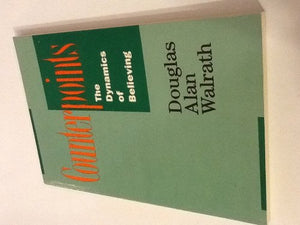 Counterpoints
The
Dynamics
of
Believing
Douglas
Alan
Walrath